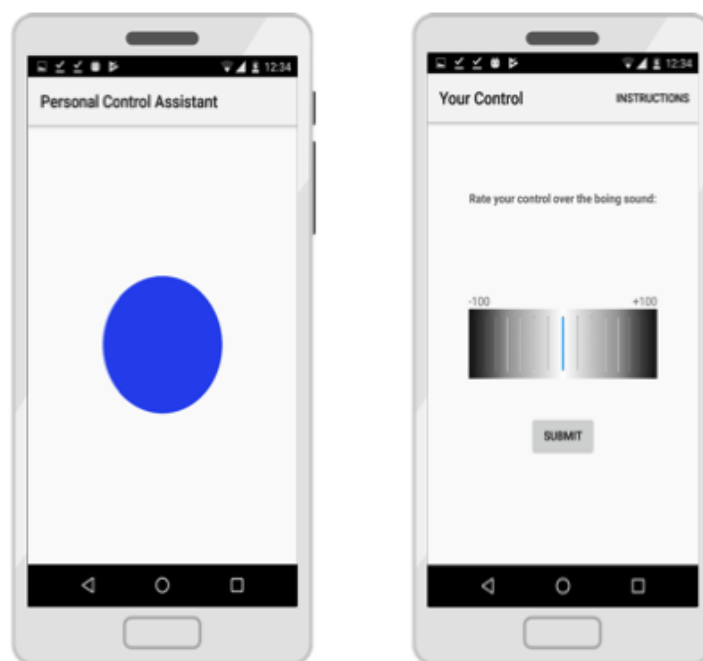 12:34
Personal Control Assistant
12:34
Your Control INSTRUCTIONS
Rate your control over the boing sound:
-100 +100
SUBMIT